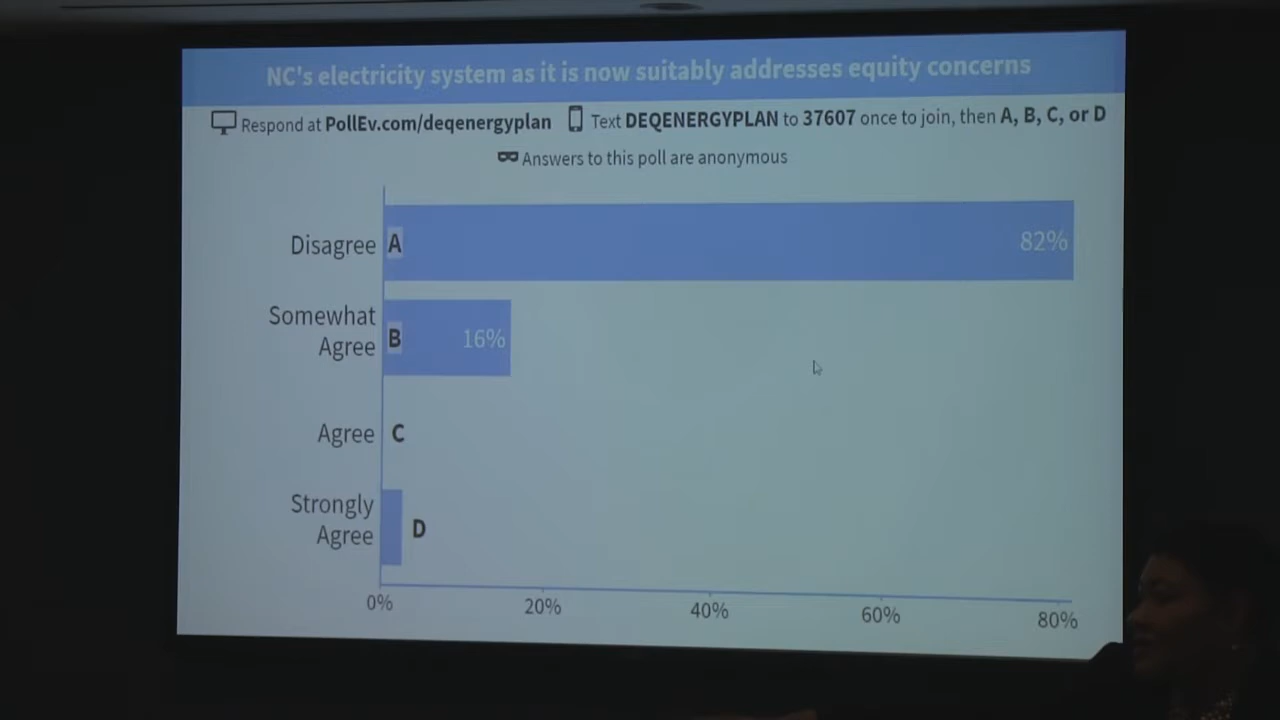 NC's electricity system as it is now suitably addresses equity concerns
Respond at PollEv.com/deqenergyplan Text DEQENERGYPLAN to 37607 once to join, then A, B, C, or D
Answers to this poll are anonymous
Disagree A 82%
Somewhat
Agree B 16%
Agree C
Strongly
Agree D
0% 20% 40% 60% 80%